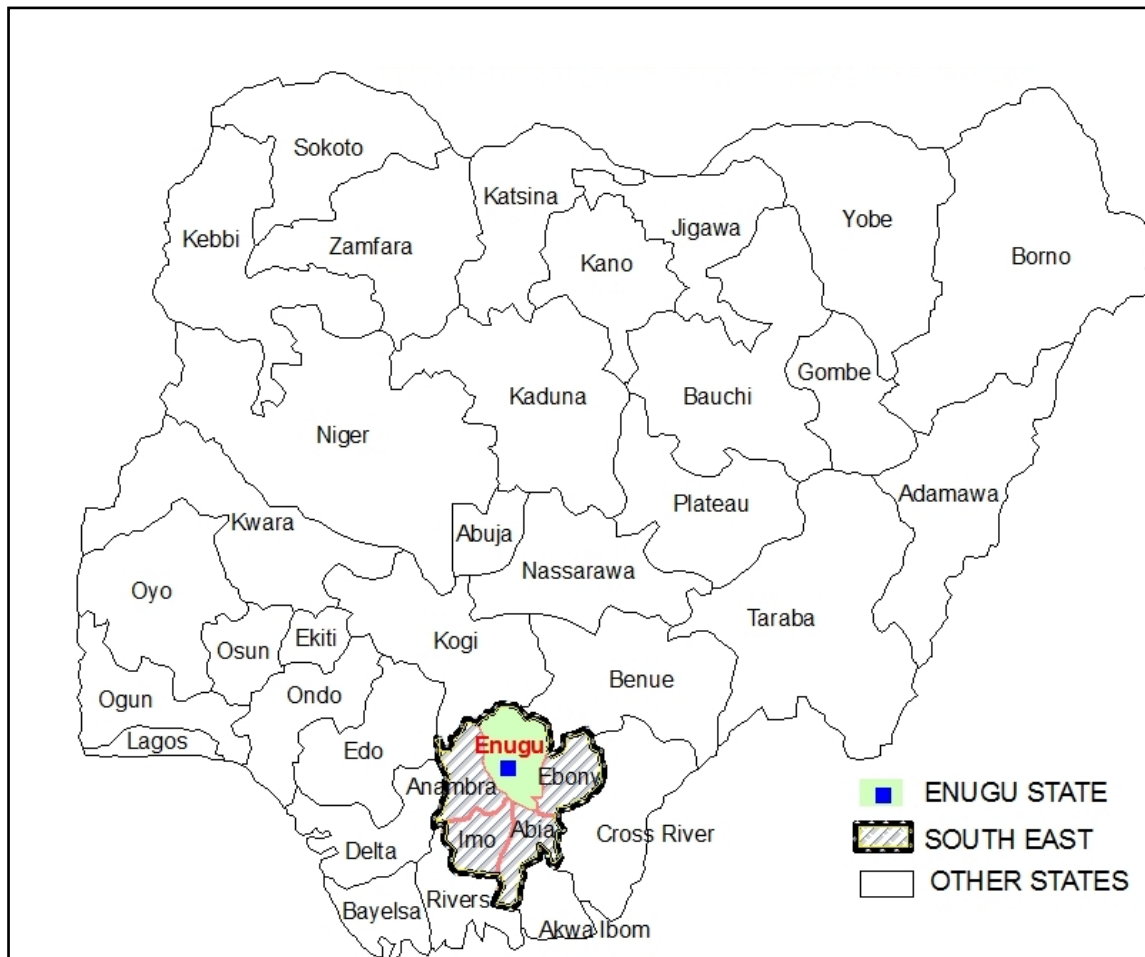 Sokoto
Katsina
Yobe
Kebbi
Zamfara
Jigawa
Kano
Borno
Gombe
Kaduna
Bauchi
Niger
Adamawa
Plateau
Kwara
Abuja
Nassarawa
Oyo
Taraba
Ekiti
Osun
Kogi
Benue
Ogun
Ondo
Lagos
Edo
Enugu
Ebony
Anambra
Abia
Imo
Cross River
Delta
Rivers
Bayelsa
Akwa Ibom
ENUGU STATE
SOUTH EAST
OTHER STATES